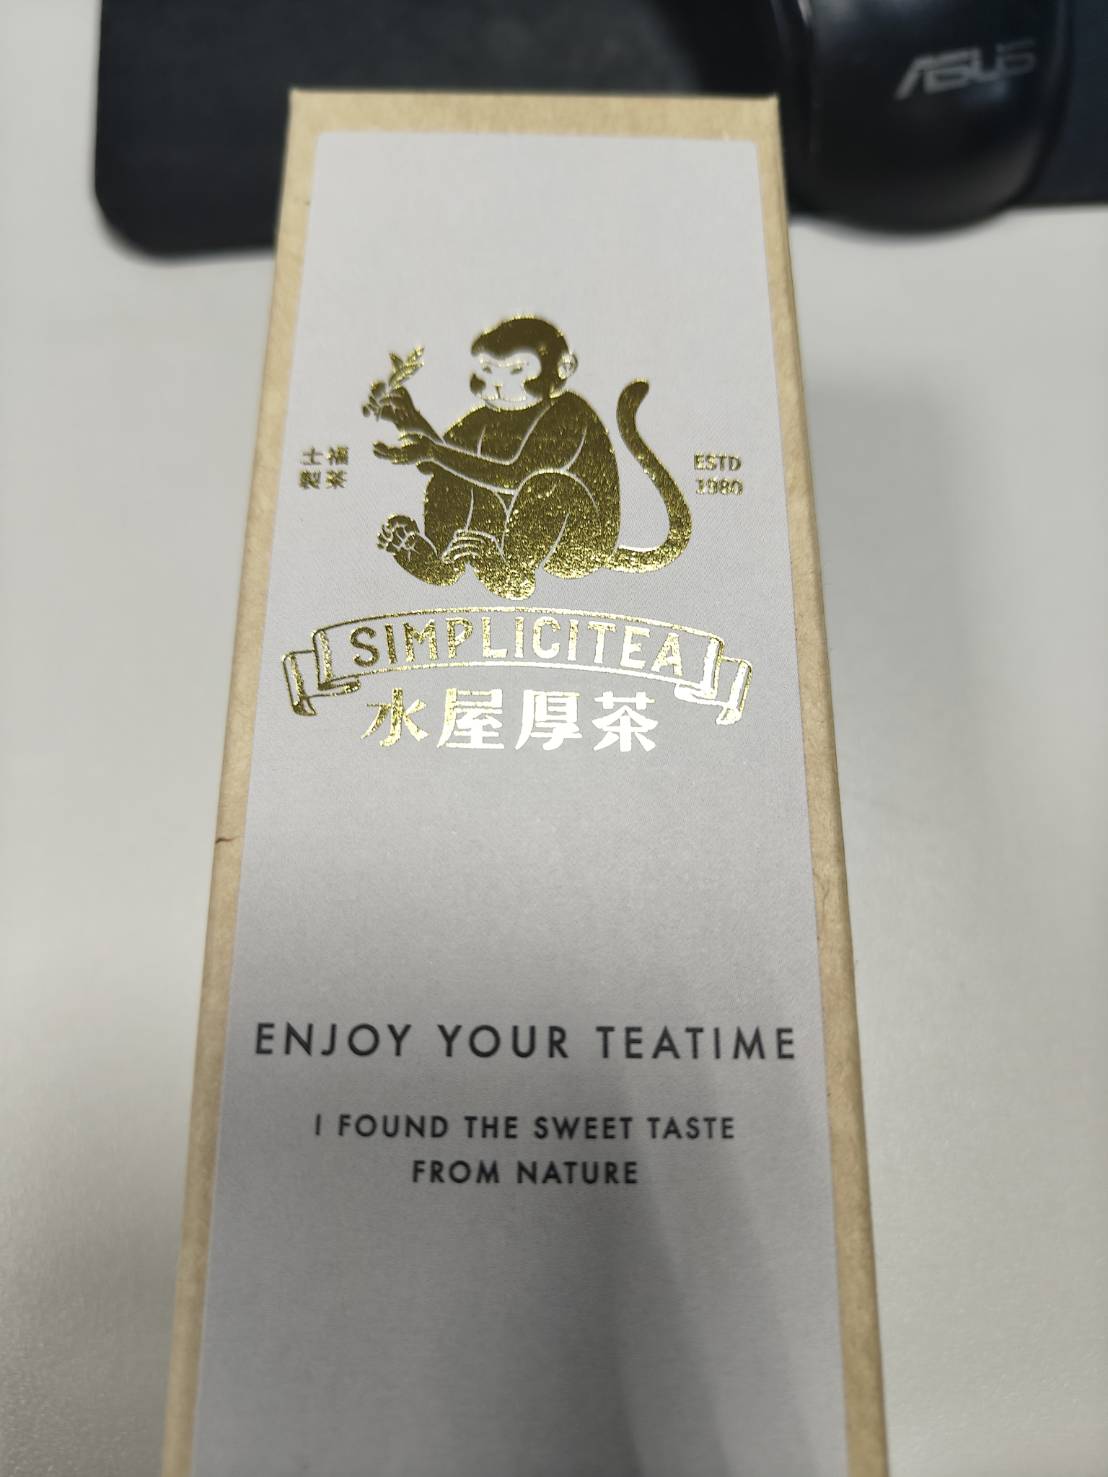 ASUS
士福
製茶
ESTD
1980
SIMPLICITEA
水屋厚茶
ENJOY YOUR TEATIME
I FOUND THE SWEET TASTE
FROM NATURE